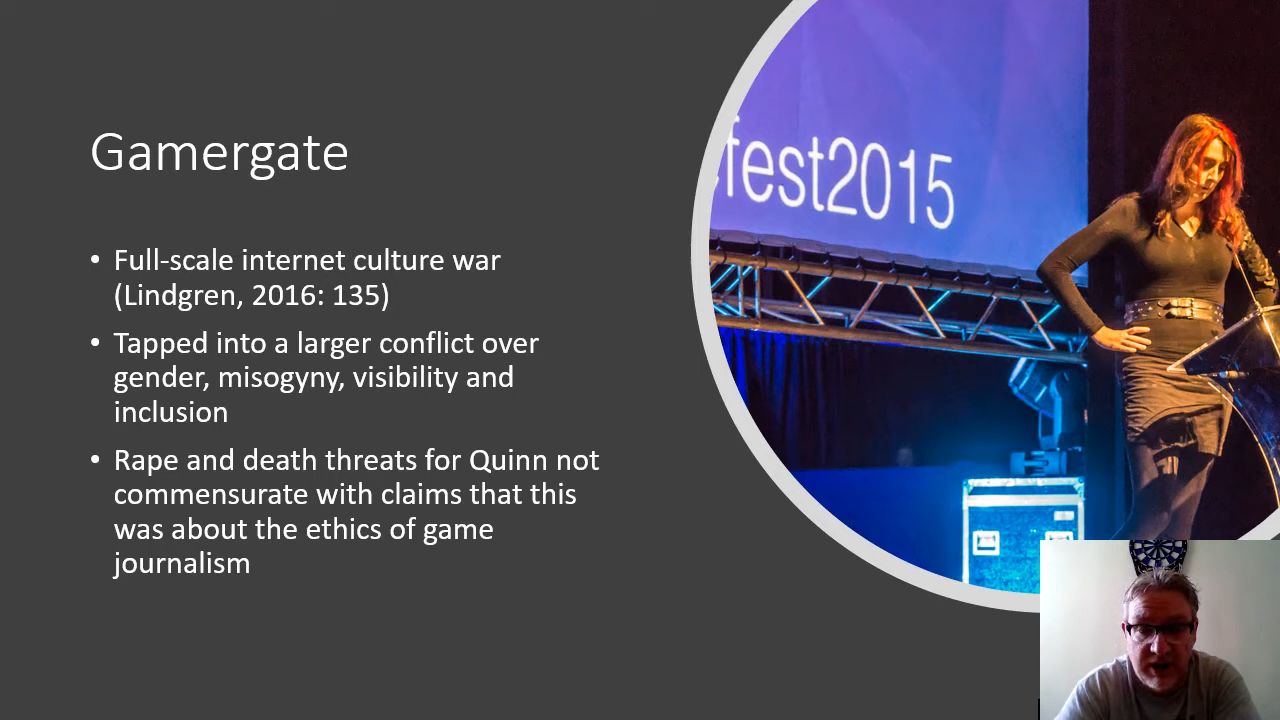 Gamergate
• Full-scale internet culture war
(Lindgren, 2016: 135)
• Tapped into a larger conflict over
gender, misogyny, visibility and
inclusion
• Rape and death threats for Quinn not
commensurate with claims that this
was about the ethics of game
journalism
fest2015